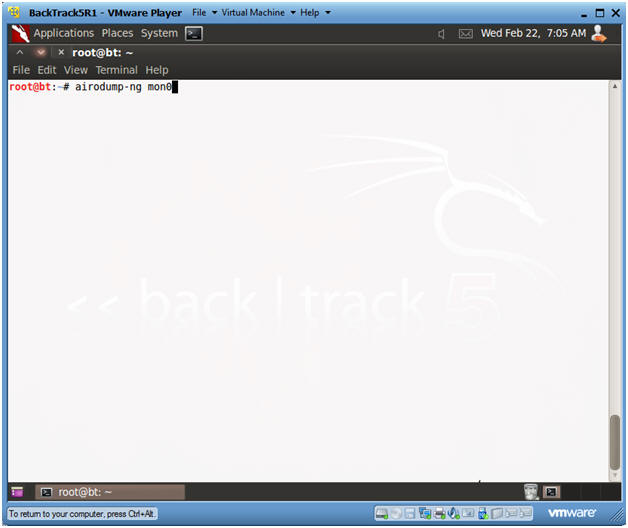 BackTrack5R1 - VMware Player File Virtual Machine Help
Applications Places System Wed Feb 22, 7:05 AM
root@bt: ~
File Edit View Terminal Help
root@bt:~# airodump-ng mon0
<< back | track 5
root@bt: ~
To return to your computer, press Ctrl+Alt.
vmware